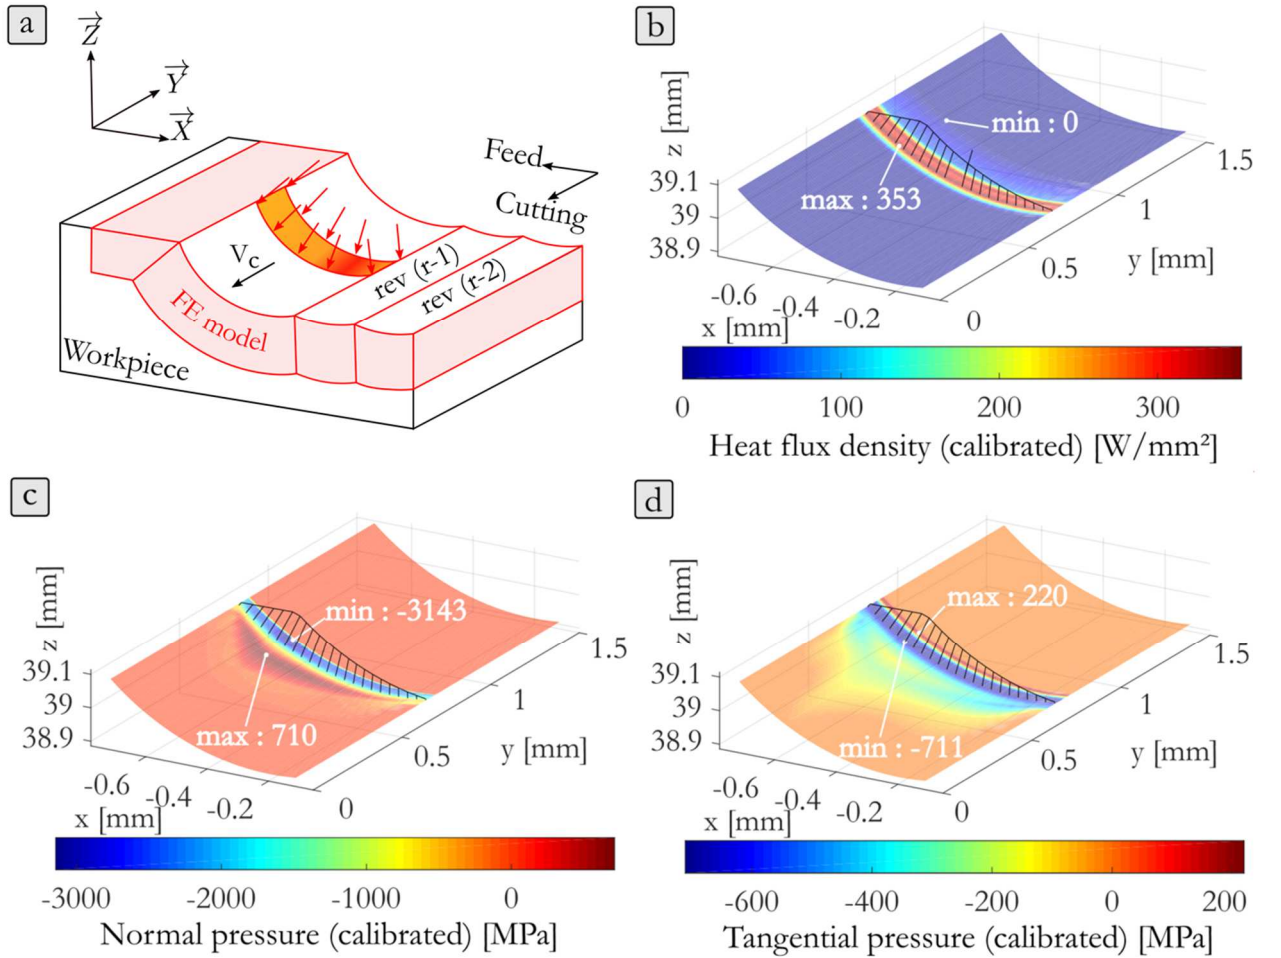 a
Z
Y
X
Feed
Cutting
Vc
rev (r-1)
rev (r-2)
FE model
Workpiece
b
z [mm]
39.1
39
38.9
min : 0
max : 353
1.5
1
0.5
0
y [mm]
-0.6
-0.4
-0.2
x [mm]
0 100 200 300
Heat flux density (calibrated) [W/mm²]
c
z [mm]
39.1
39
38.9
min : -3143
max : 710
1.5
1
0.5
0
y [mm]
-0.6
-0.4
-0.2
x [mm]
-3000 -2000 -1000 0
Normal pressure (calibrated) [MPa]
d
z [mm]
39.1
39
38.9
max : 220
min : -711
1.5
1
0.5
0
y [mm]
-0.6
-0.4
-0.2
x [mm]
-600 -400 -200 0 200
Tangential pressure (calibrated) [MPa]